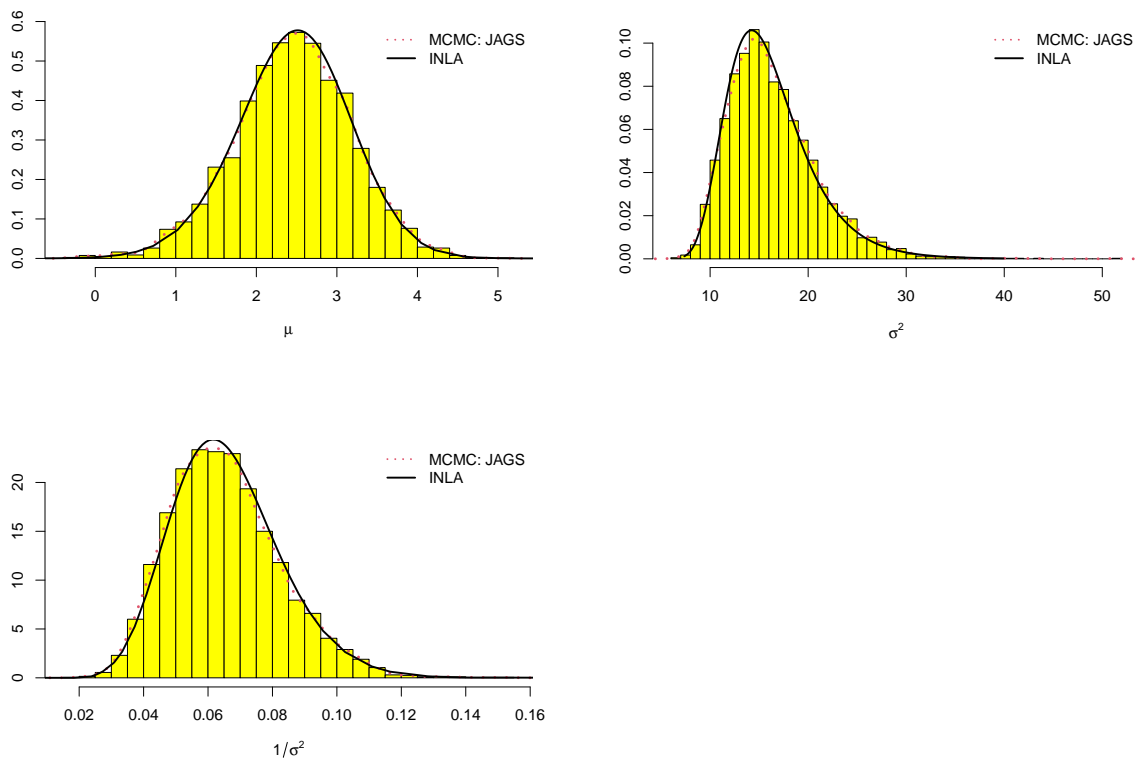 0.0 0.1 0.2 0.3 0.4 0.5 0.6
MCMC: JAGS
INLA
0 1 2 3 4 5
μ
0.00 0.02 0.04 0.06 0.08 0.10
MCMC: JAGS
INLA
10 20 30 40 50
σ²
0 5 10 15 20
MCMC: JAGS
INLA
0.02 0.04 0.06 0.08 0.10 0.12 0.14 0.16
1/σ²